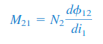 M₂₁ = N₂ dϕ₁₂/di₁